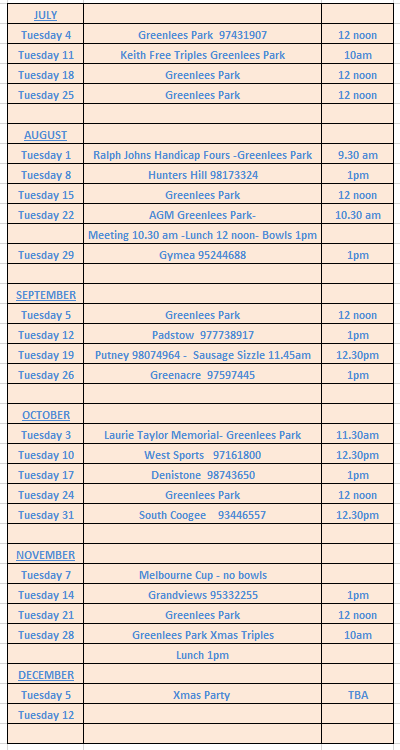 JULY
Tuesday 4 Greenlees Park 97431907 12 noon
Tuesday 11 Keith Free Triples Greenlees Park 10am
Tuesday 18 Greenlees Park 12 noon
Tuesday 25 Greenlees Park 12 noon
AUGUST
Tuesday 1 Ralph Johns Handicap Fours -Greenlees Park 9.30 am
Tuesday 8 Hunters Hill 98173324 1pm
Tuesday 15 Greenlees Park 12 noon
Tuesday 22 AGM Greenlees Park- 10.30 am
Meeting 10.30 am -Lunch 12 noon- Bowls 1pm
Tuesday 29 Gymea 95244688 1pm
SEPTEMBER
Tuesday 5 Greenlees Park 12 noon
Tuesday 12 Padstow 977738917 1pm
Tuesday 19 Putney 98074964 - Sausage Sizzle 11.45am 12.30pm
Tuesday 26 Greenacre 97597445 1pm
OCTOBER
Tuesday 3 Laurie Taylor Memorial- Greenlees Park 11.30am
Tuesday 10 West Sports 97161800 12.30pm
Tuesday 17 Denistone 98743650 1pm
Tuesday 24 Greenlees Park 12 noon
Tuesday 31 South Coogee 93446557 12.30pm
NOVEMBER
Tuesday 7 Melbourne Cup - no bowls
Tuesday 14 Grandviews 95332255 1pm
Tuesday 21 Greenlees Park 12 noon
Tuesday 28 Greenlees Park Xmas Triples 10am
Lunch 1pm
DECEMBER
Tuesday 5 Xmas Party TBA
Tuesday 12